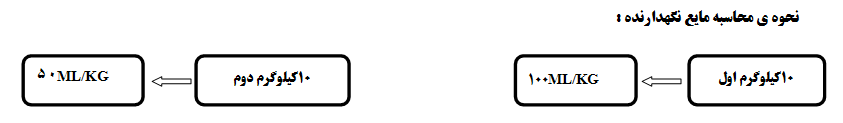 نحوه ی محاسبه مایع نگهدارنده :
۱۰کیلوگرم اول
۱۰۰ML/KG
۱۰کیلوگرم دوم
۵۰ML/KG